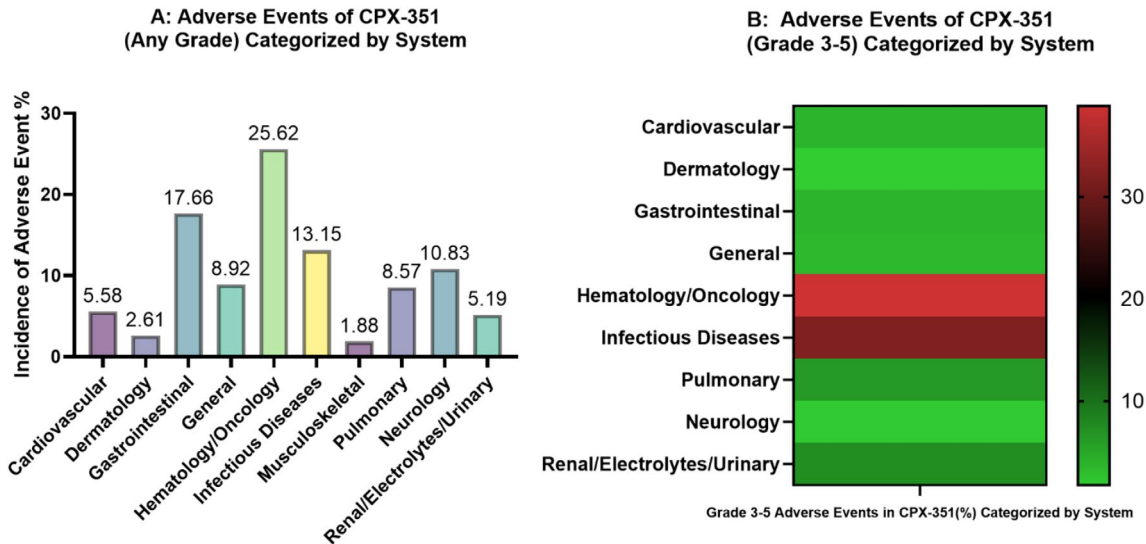 A: Adverse Events of CPX-351
(Any Grade) Categorized by System
Incidence of Adverse Event %
30
20
10
0
5.58
2.61
17.66
8.92
25.62
13.15
1.88
8.57
10.83
5.19
Cardiovascular
Dermatology
Gastrointestinal
General
Hematology/Oncology
Infectious Diseases
Musculoskeletal
Pulmonary
Neurology
Renal/Electrolytes/Urinary
B: Adverse Events of CPX-351
(Grade 3-5) Categorized by System
Cardiovascular
Dermatology
Gastrointestinal
General
Hematology/Oncology
Infectious Diseases
Pulmonary
Neurology
Renal/Electrolytes/Urinary
30
20
10
Grade 3-5 Adverse Events in CPX-351(%) Categorized by System